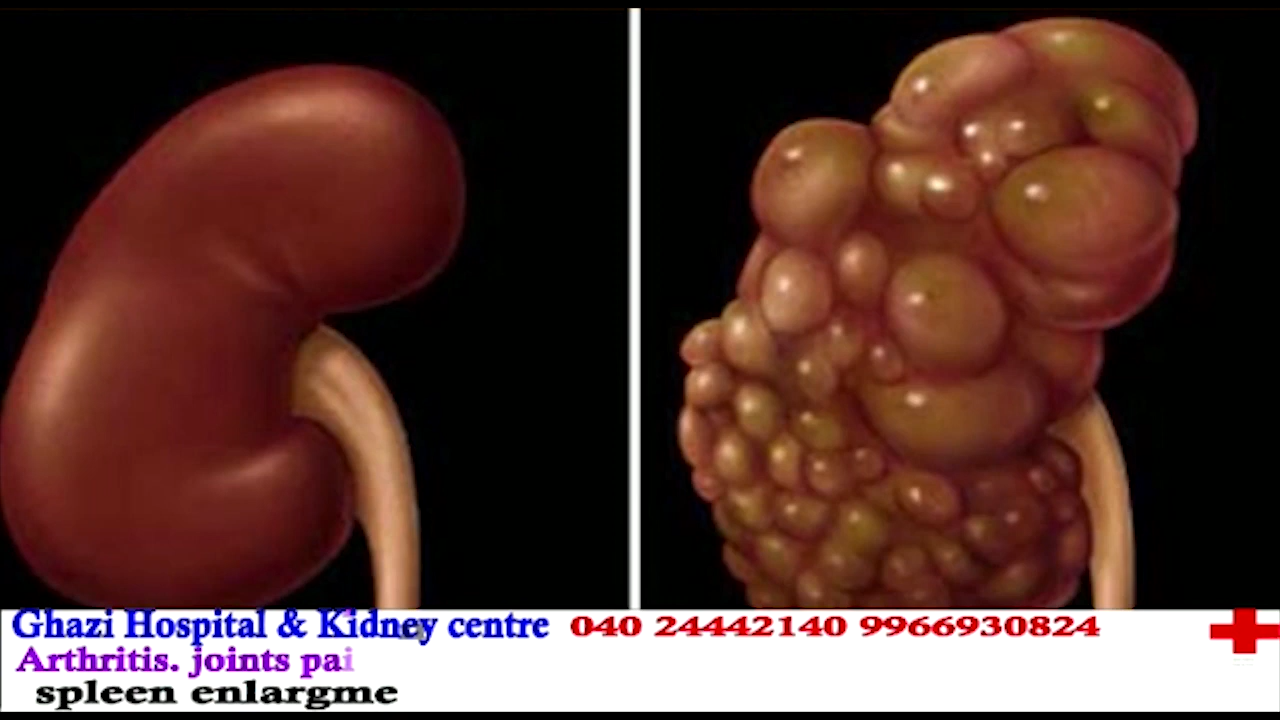 Ghazi Hospital & Kidney centre 040 24442140 9966930824
Arthritis. joints pai
spleen enlargme